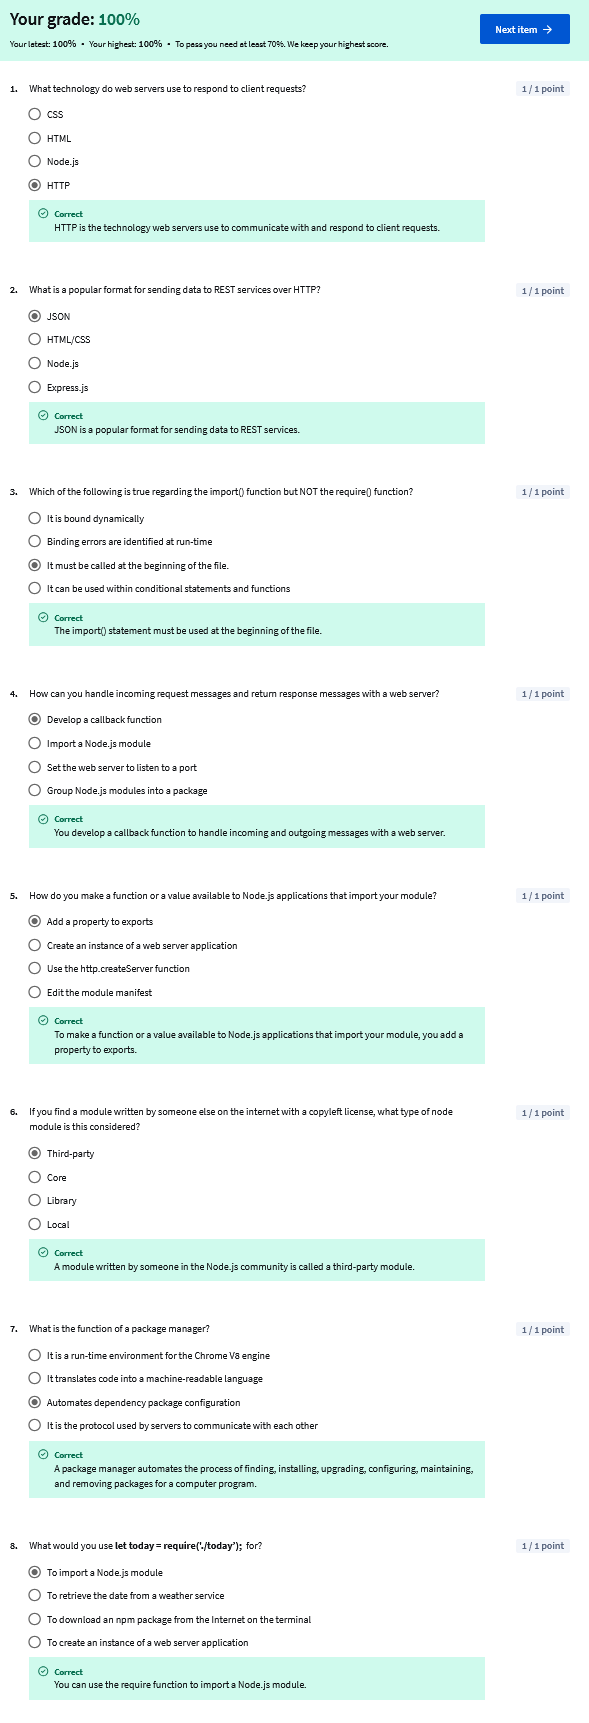 Your grade: 100%
Next item →
Your latest: 100% • Your highest: 100% • To pass you need at least 70%. We keep your highest score.
1. What technology do web servers use to respond to client requests?
1 / 1 point
CSS
HTML
Node.js
HTTP
Correct
HTTP is the technology web servers use to communicate with and respond to client requests.
2. What is a popular format for sending data to REST services over HTTP?
1 / 1 point
JSON
HTML/CSS
Node.js
Express.js
Correct
JSON is a popular format for sending data to REST services.
3. Which of the following is true regarding the import() function but NOT the require() function?
1 / 1 point
It is bound dynamically
Binding errors are identified at run-time
It must be called at the beginning of the file.
It can be used within conditional statements and functions
Correct
The import() statement must be used at the beginning of the file.
4. How can you handle incoming request messages and return response messages with a web server?
1 / 1 point
Develop a callback function
Import a Node.js module
Set the web server to listen to a port
Group Node.js modules into a package
Correct
You develop a callback function to handle incoming and outgoing messages with a web server.
5. How do you make a function or a value available to Node.js applications that import your module?
1 / 1 point
Add a property to exports
Create an instance of a web server application
Use the http.createServer function
Edit the module manifest
Correct
To make a function or a value available to Node.js applications that import your module, you add a
property to exports.
6. If you find a module written by someone else on the internet with a copyleft license, what type of node
module is this considered?
1 / 1 point
Third-party
Core
Library
Local
Correct
A module written by someone in the Node.js community is called a third-party module.
7. What is the function of a package manager?
1 / 1 point
It is a run-time environment for the Chrome V8 engine
It translates code into a machine-readable language
Automates dependency package configuration
It is the protocol used by servers to communicate with each other
Correct
A package manager automates the process of finding, installing, upgrading, configuring, maintaining,
and removing packages for a computer program.
8. What would you use let today = require('./today'); for?
1 / 1 point
To import a Node.js module
To retrieve the date from a weather service
To download an npm package from the Internet on the terminal
To create an instance of a web server application
Correct
You can use the require function to import a Node.js module.